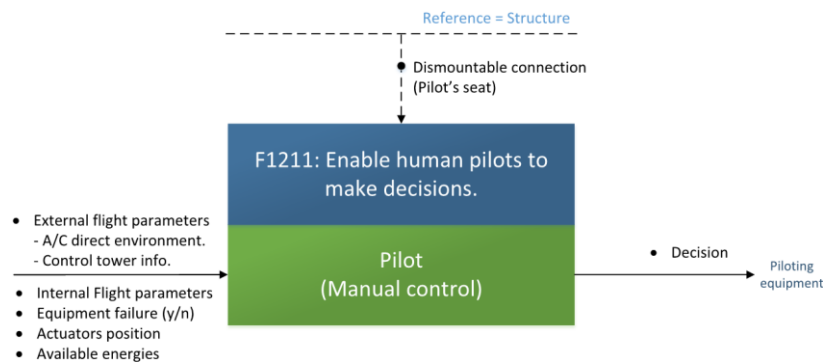 Reference = Structure
Dismountable connection
(Pilot's seat)
F1211: Enable human pilots to
make decisions.
• External flight parameters
- A/C direct environment.
- Control tower info.
Pilot
(Manual control)
• Decision
Piloting
equipment
• Internal Flight parameters
• Equipment failure (y/n)
• Actuators position
• Available energies